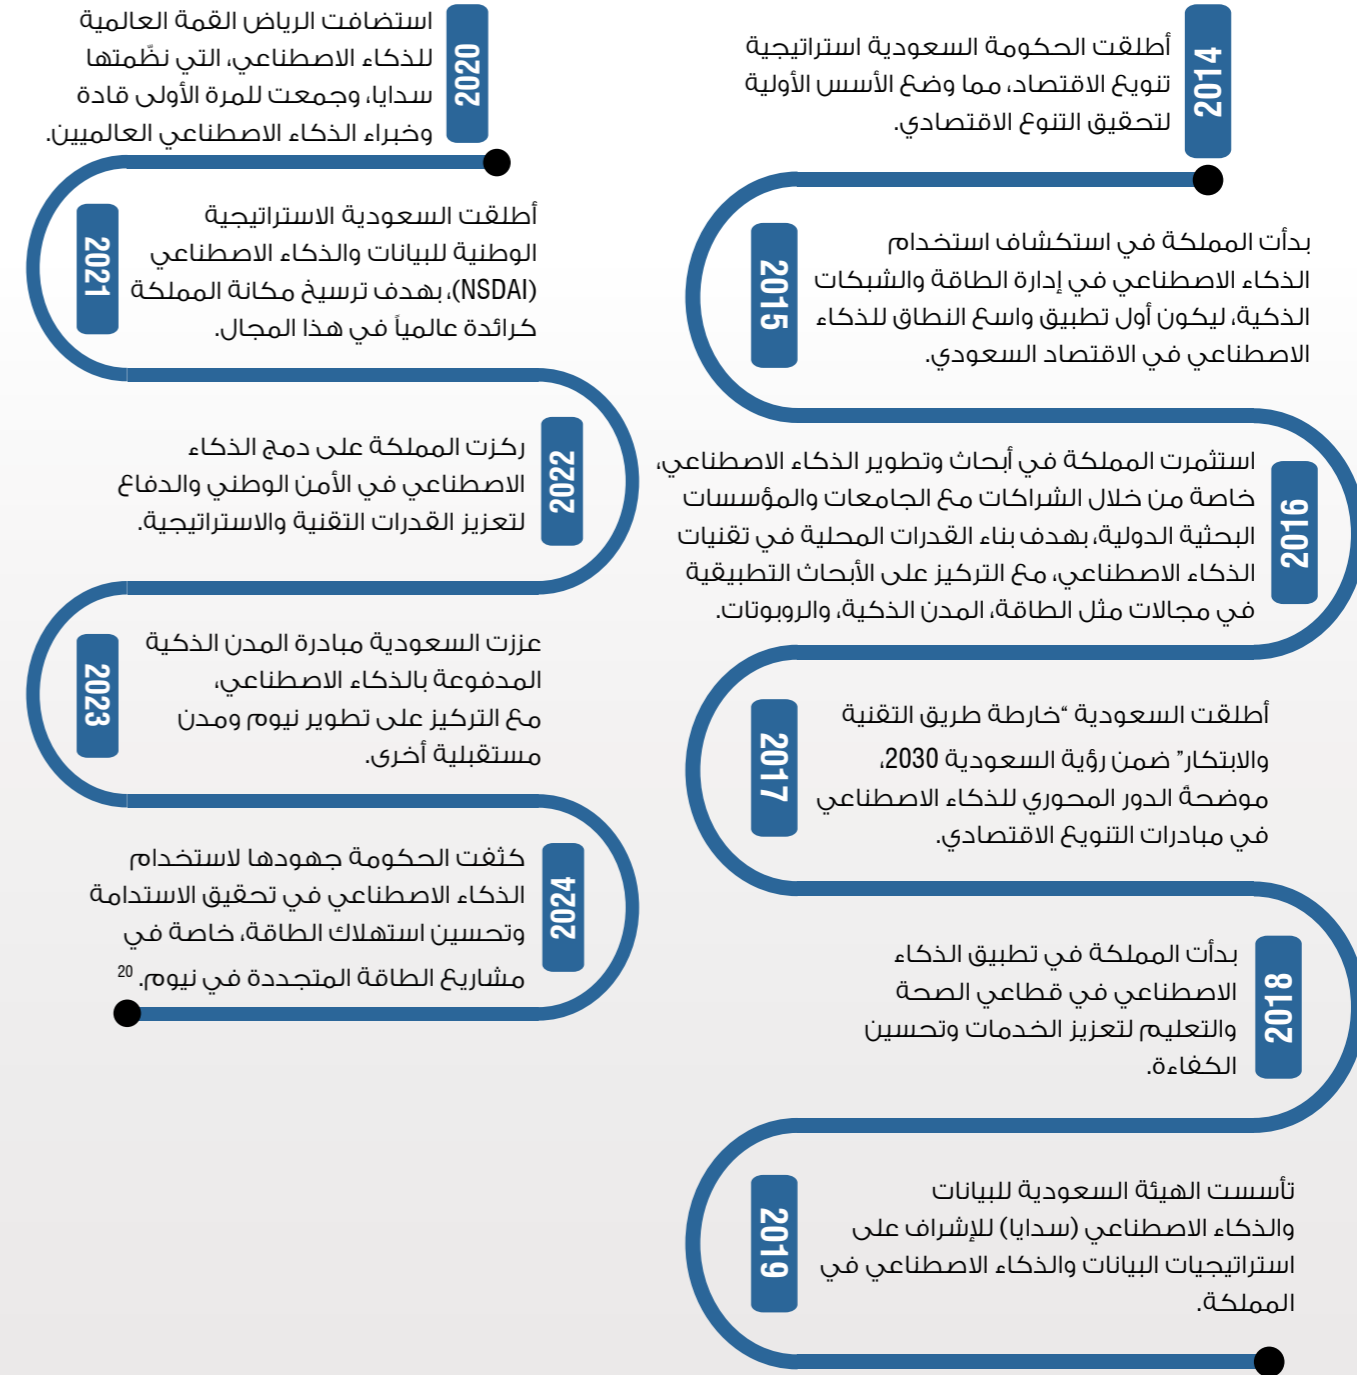 2014
أطلقت الحكومة السعودية استراتيجية
تنويع الاقتصاد، مما وضع الأسس الأولية
لتحقيق التنوع الاقتصادي.
2015
بدأت المملكة في استكشاف استخدام
الذكاء الاصطناعي في إدارة الطاقة والشبكات
الذكية، ليكون أول تطبيق واسع النطاق للذكاء
الاصطناعي في الاقتصاد السعودي.
2016
استثمرت المملكة في أبحاث وتطوير الذكاء الاصطناعي،
خاصة من خلال الشراكات مع الجامعات والمؤسسات
البحثية الدولية، بهدف بناء القدرات المحلية في تقنيات
الذكاء الاصطناعي، مع التركيز على الأبحاث التطبيقية
في مجالات مثل الطاقة، المدن الذكية، والروبوتات.
2017
أطلقت السعودية “خارطة طريق التقنية
والابتكار” ضمن رؤية السعودية 2030،
موضحةً الدور المحوري للذكاء الاصطناعي
في مبادرات التنويع الاقتصادي.
2018
بدأت المملكة في تطبيق الذكاء
الاصطناعي في قطاعي الصحة
والتعليم لتعزيز الخدمات وتحسين
الكفاءة.
2019
تأسست الهيئة السعودية للبيانات
والذكاء الاصطناعي (سدايا) للإشراف على
استراتيجيات البيانات والذكاء الاصطناعي في
المملكة.
2020
استضافت الرياض القمة العالمية
للذكاء الاصطناعي، التي نظّمتها
سدايا، وجمعت للمرة الأولى قادة
وخبراء الذكاء الاصطناعي العالميين.
2021
أطلقت السعودية الاستراتيجية
الوطنية للبيانات والذكاء الاصطناعي
(NSDAI)، بهدف ترسيخ مكانة المملكة
كرائدة عالمياً في هذا المجال.
2022
ركزت المملكة على دمج الذكاء
الاصطناعي في الأمن الوطني والدفاع
لتعزيز القدرات التقنية والاستراتيجية.
2023
عززت السعودية مبادرة المدن الذكية
المدفوعة بالذكاء الاصطناعي،
مع التركيز على تطوير نيوم ومدن
مستقبلية أخرى.
2024
كثفت الحكومة جهودها لاستخدام
الذكاء الاصطناعي في تحقيق الاستدامة
وتحسين استهلاك الطاقة، خاصة في
مشاريع الطاقة المتجددة في نيوم. 20